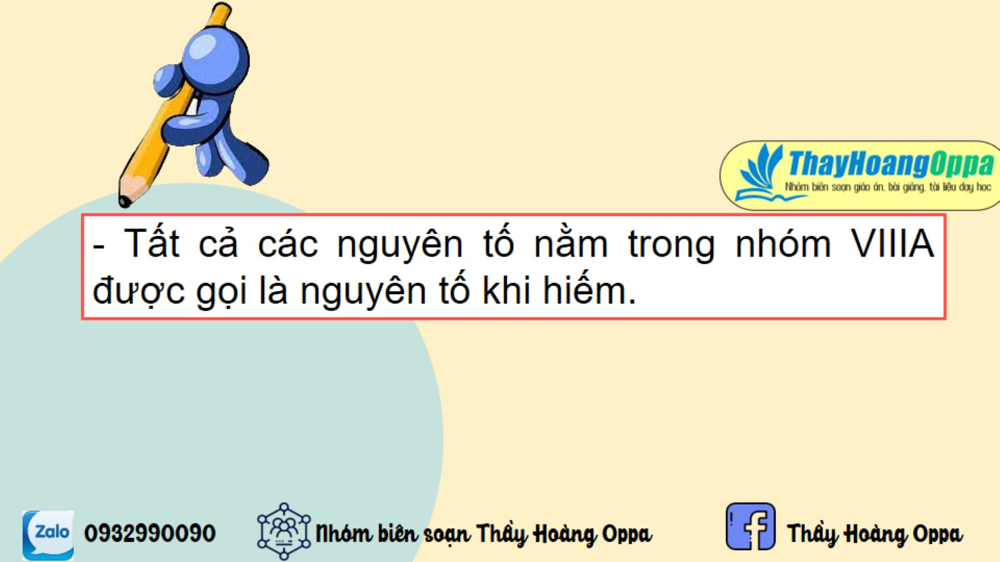 ThayHoangOppa
Nhóm biên soạn giáo án, bài giảng, tài liệu dạy học
- Tất cả các nguyên tố nằm trong nhóm VIIIA
được gọi là nguyên tố khi hiếm.
Zalo 0932990090 Nhóm biên soạn Thầy Hoàng Oppa f Thầy Hoàng Oppa